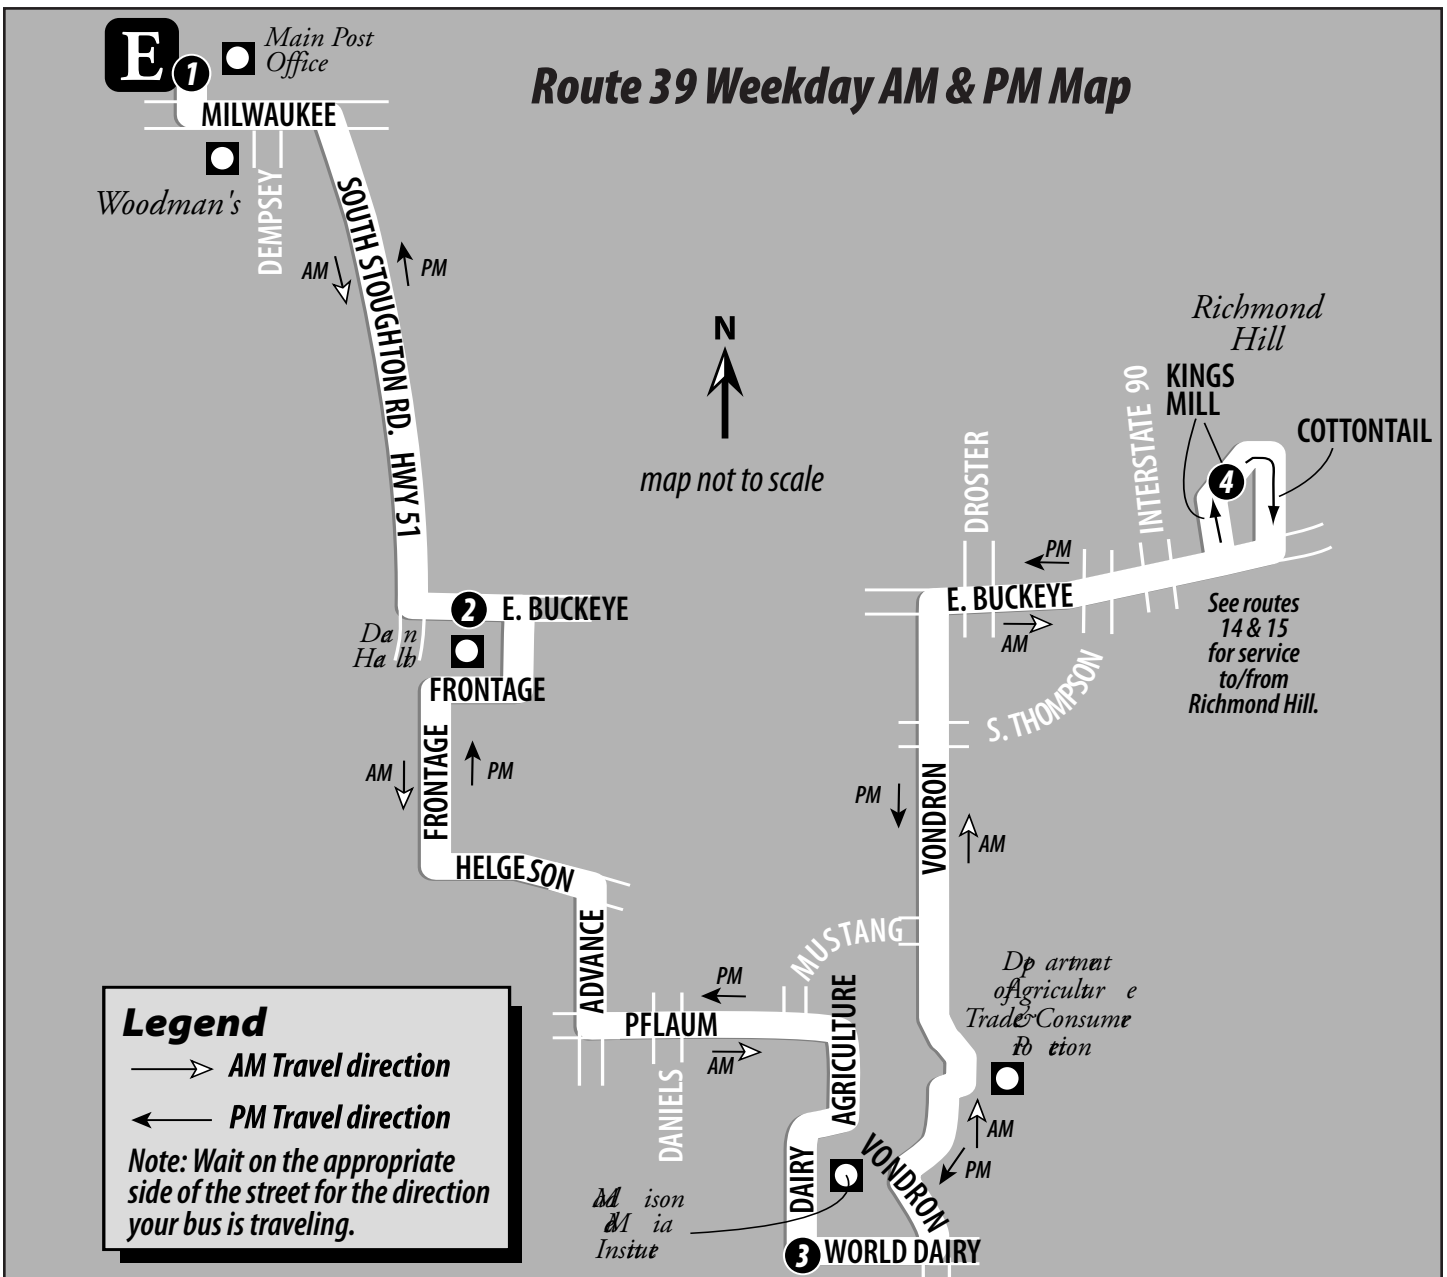 E
1
Main Post
Office
Route 39 Weekday AM & PM Map
MILWAUKEE
Woodman's
DEMPSEY
SOUTH STOUGHTON RD. HWY 51
AM
PM
N
map not to scale
Richmond
Hill
KINGS
MILL
COTTONTAIL
INTERSTATE 90
DROSTER
4
PM
E. BUCKEYE
AM
See routes
14 & 15
for service
to/from
Richmond Hill.
S. THOMPSON
2
E. BUCKEYE
FRONTAGE
FRONTAGE
AM
PM
HELGESON
ADVANCE
PM
VONDRON
AM
MUSTANG
PM
PFLAUM
AM
DANIELS
AGRICULTURE
DAIRY
VONDRON
AM
PM
3
WORLD DAIRY
Legend
AM Travel direction
PM Travel direction
Note: Wait on the appropriate
side of the street for the direction
your bus is traveling.